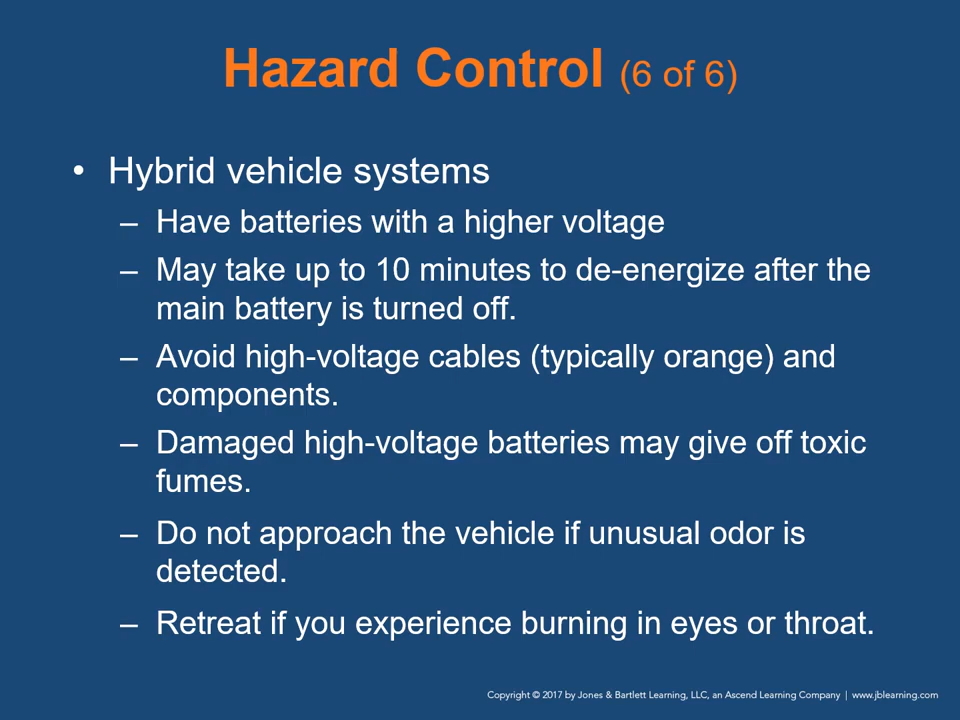 Hazard Control (6 of 6)
• Hybrid vehicle systems
– Have batteries with a higher voltage
– May take up to 10 minutes to de-energize after the
main battery is turned off.
– Avoid high-voltage cables (typically orange) and
components.
– Damaged high-voltage batteries may give off toxic
fumes.
– Do not approach the vehicle if unusual odor is
detected.
– Retreat if you experience burning in eyes or throat.
Copyright © 2017 by Jones & Bartlett Learning, LLC, an Ascend Learning Company | www.jblearning.com